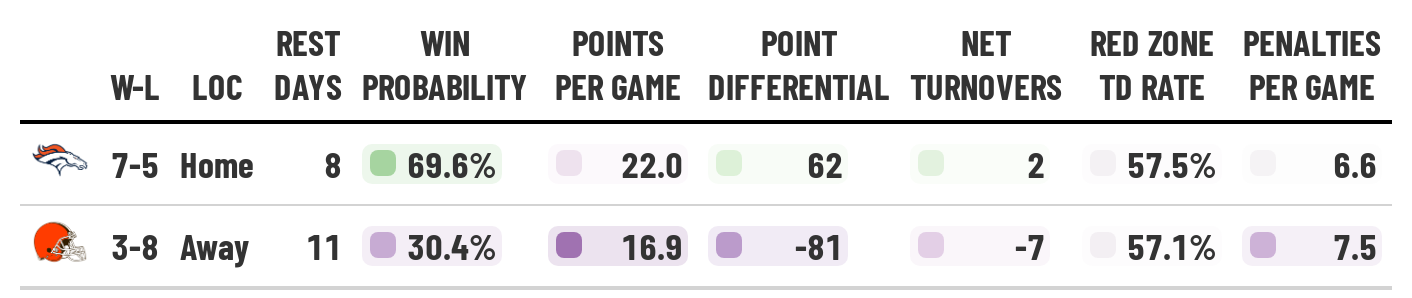 REST WIN POINTS POINT NET RED ZONE PENALTIES
W-L LOC DAYS PROBABILITY PER GAME DIFFERENTIAL TURNOVERS TD RATE PER GAME
7-5 Home 8 69.6% 22.0 62 2 57.5% 6.6
3-8 Away 11 30.4% 16.9 -81 -7 57.1% 7.5